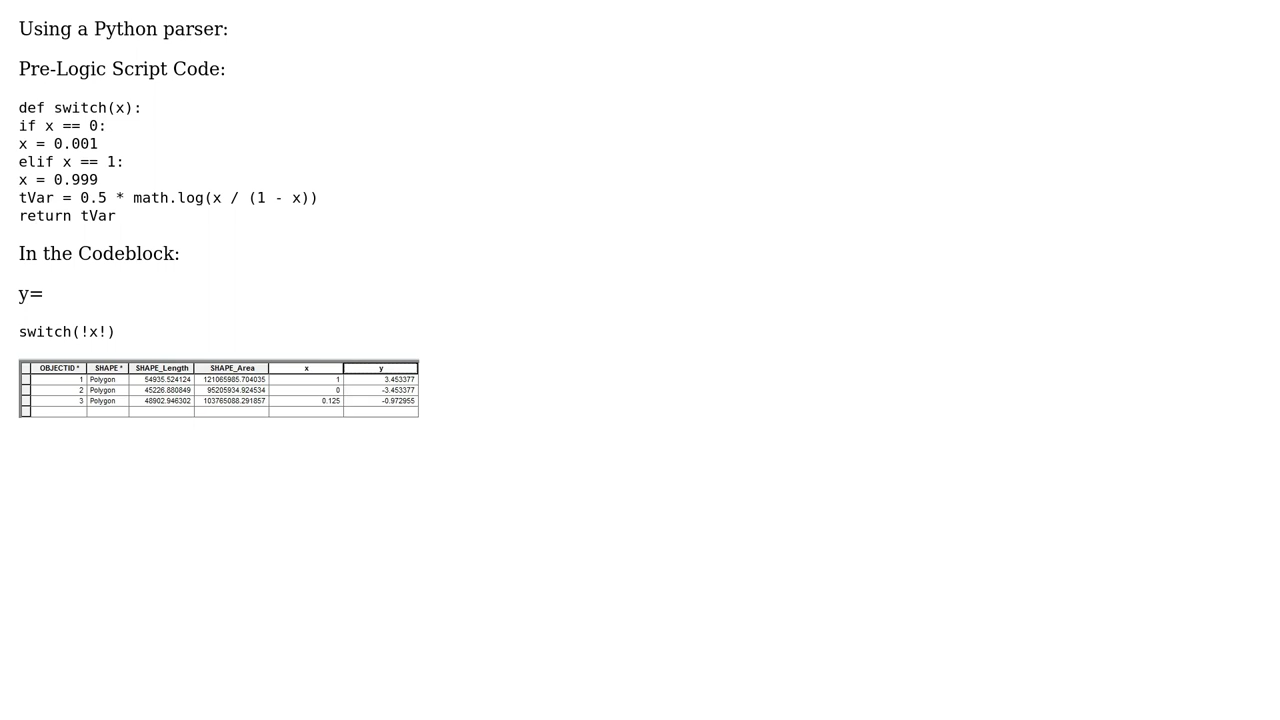 Using a Python parser:
Pre-Logic Script Code:
def switch(x):
if x == 0:
x = 0.001
elif x == 1:
x = 0.999
tVar = 0.5 * math.log(x / (1 - x))
return tVar
In the Codeblock:
y=
switch(!x!)
OBJECTID * SHAPE * SHAPE_Length SHAPE_Area x y
1 Polygon 54935.524124 121065985.704035 1 3.453377
2 Polygon 45226.880849 95205934.924534 0 -3.453377
3 Polygon 48902.946302 103765088.291857 0.125 -0.972955